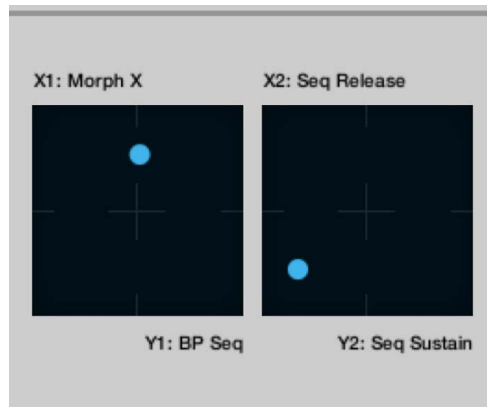 X1: Morph X
X2: Seq Release
Y1: BP Seq
Y2: Seq Sustain